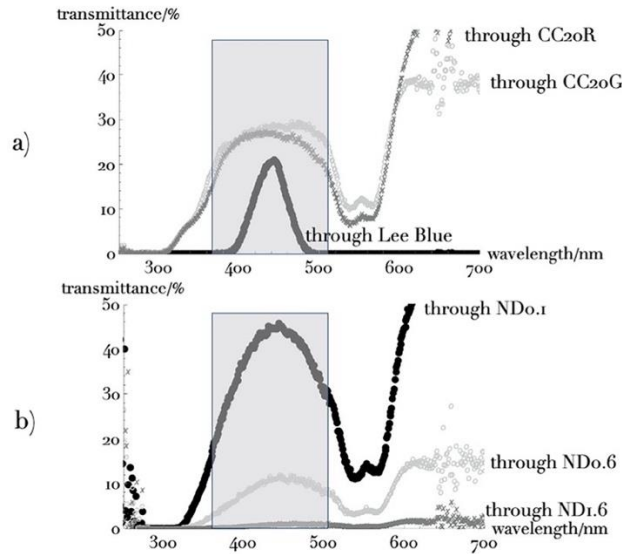 transmittance/%
50
through CC20R
40
through CC20G
30
a)
20
10
through Lee Blue
0
wavelength/nm
300 400 500 600 700
transmittance/%
50
through ND0.1
40
30
b)
20
through ND0.6
10
through ND1.6
0
wavelength/nm
300 400 500 600 700